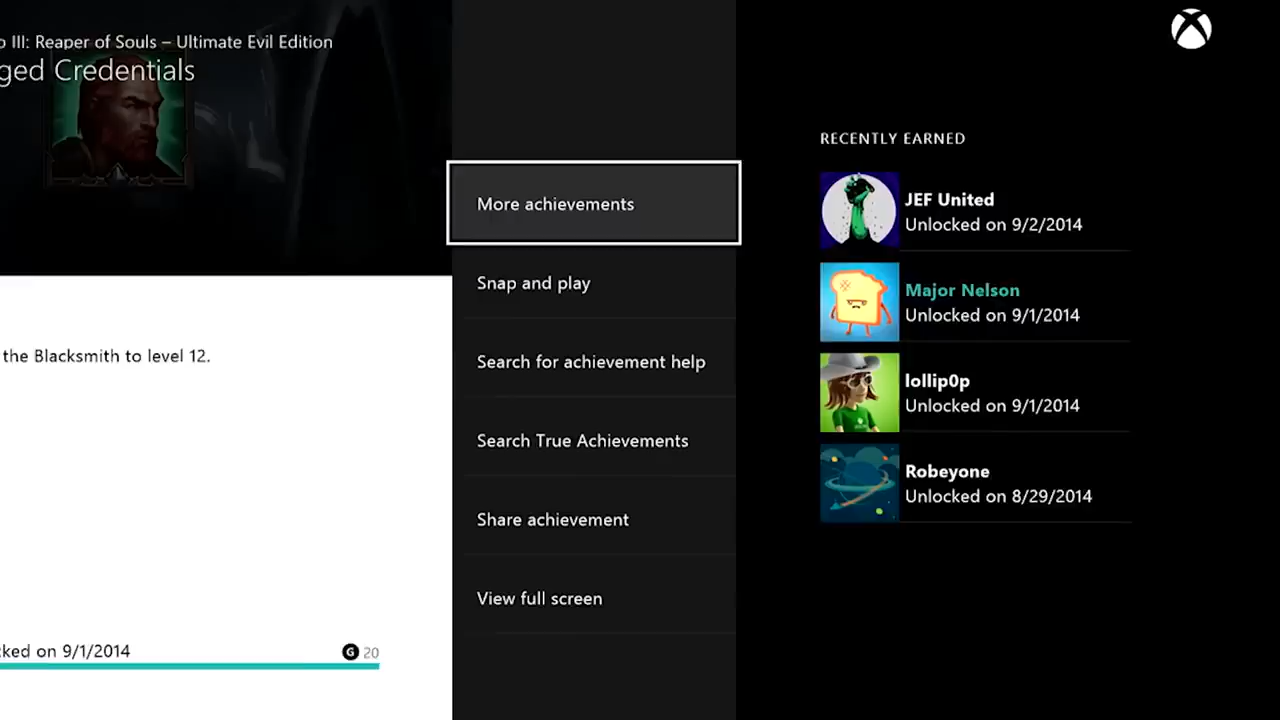 o III: Reaper of Souls – Ultimate Evil Edition
ged Credentials
the Blacksmith to level 12.
ked on 9/1/2014
G 20
More achievements
Snap and play
Search for achievement help
Search True Achievements
Share achievement
View full screen
RECENTLY EARNED
JEF United
Unlocked on 9/2/2014
Major Nelson
Unlocked on 9/1/2014
lollip0p
Unlocked on 9/1/2014
Robeyone
Unlocked on 8/29/2014